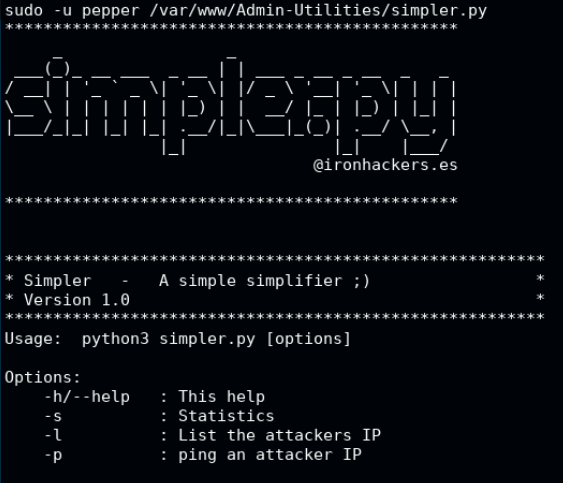 sudo -u pepper /var/www/Admin-Utilities/simpler.py
***********************************************
simpler.py
@ironhackers.es
***********************************************
********************************************************
* Simpler   -   A simple simplifier ;)                 *
* Version 1.0                                          *
********************************************************
Usage:  python3 simpler.py [options]
Options:
    -h/--help   : This help
    -s          : Statistics
    -l          : List the attackers IP
    -p          : ping an attacker IP